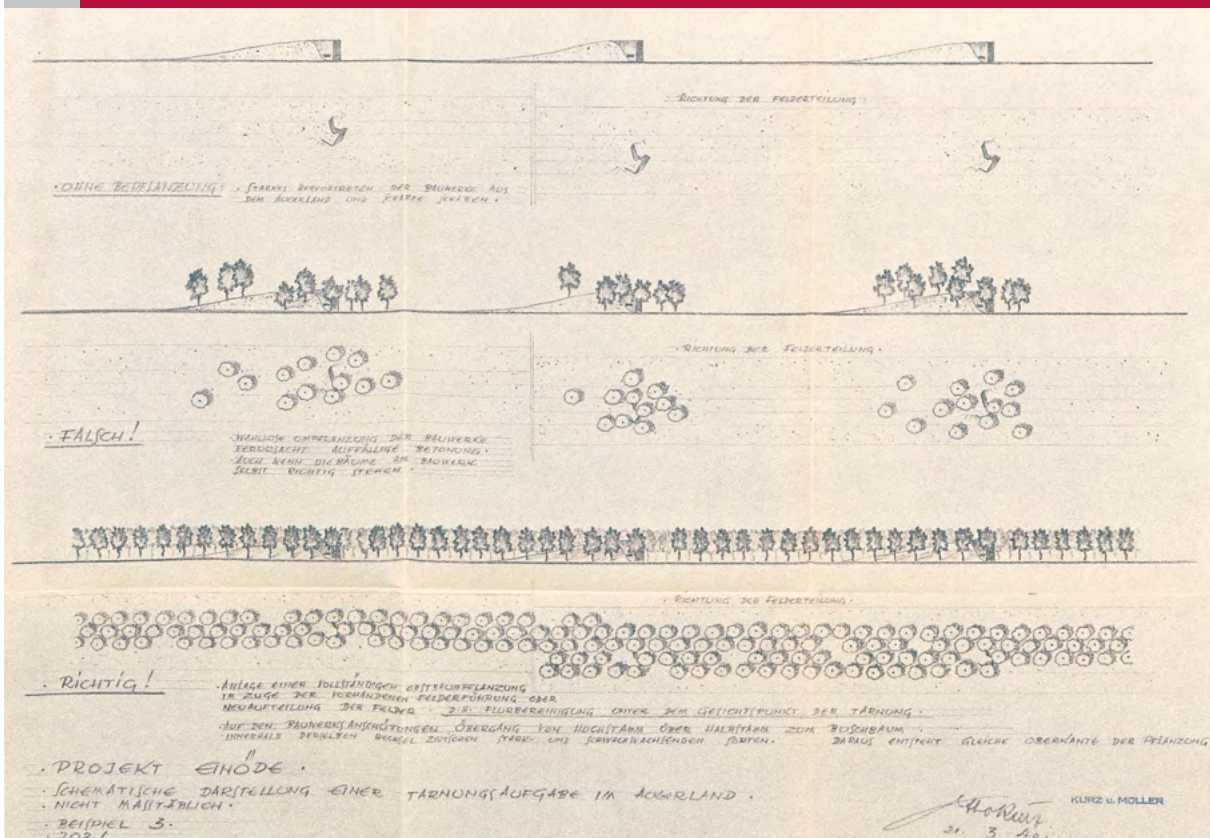 RICHTUNG DER FELDERTEILUNG ·
· OHNE BEPFLANZUNG: · STARKES HERVORTRETEN DER BAUWERKE AUS
DEM ACKERLAND UND SCHARFE SCHATTEN ·
· RICHTUNG DER FELDERTEILUNG ·
· FALSCH!
· WAHLLOSE UMPFLANZUNG DER BAUWERKE
VERURSACHT AUFFÄLLIGE BETONUNG ·
· AUCH WENN DIE BÄUME AM BAUWERK
SELBST RICHTIG STEHEN ·
· RICHTUNG DER FELDERTEILUNG ·
· RICHTIG!
· ANLAGE EINER VOLLSTÄNDIGEN OBSTBAUMPFLANZUNG
IM ZUGE DER VORHANDENEN FELDERFÜHRUNG ODER
NEUAUFTEILUNG DER FELDER · D.H. FLURBEREINIGUNG UNTER DEM GESICHTSPUNKT DER TARNUNG ·
· AUF DEN BAUWERKSANSCHÜTTUNGEN ÜBERGANG VON HOCHSTAMM ÜBER HALBSTAMM ZUM BUSCHBAUM ·
INNERHALB DERSELBEN WECHSEL ZWISCHEN STARK- UND SCHWACHWACHSENDEN SORTEN · DARAUS ENTSTEHT GLEICHE OBERKANTE DER PFLANZUNG
· PROJEKT EINÖDE ·
· SCHEMATISCHE DARSTELLUNG EINER TARNUNGSAUFGABE IM ACKERLAND ·
· NICHT MASSTÄBLICH ·
· BEISPIEL 3 ·
KURZ u. MÖLLER
21. 3